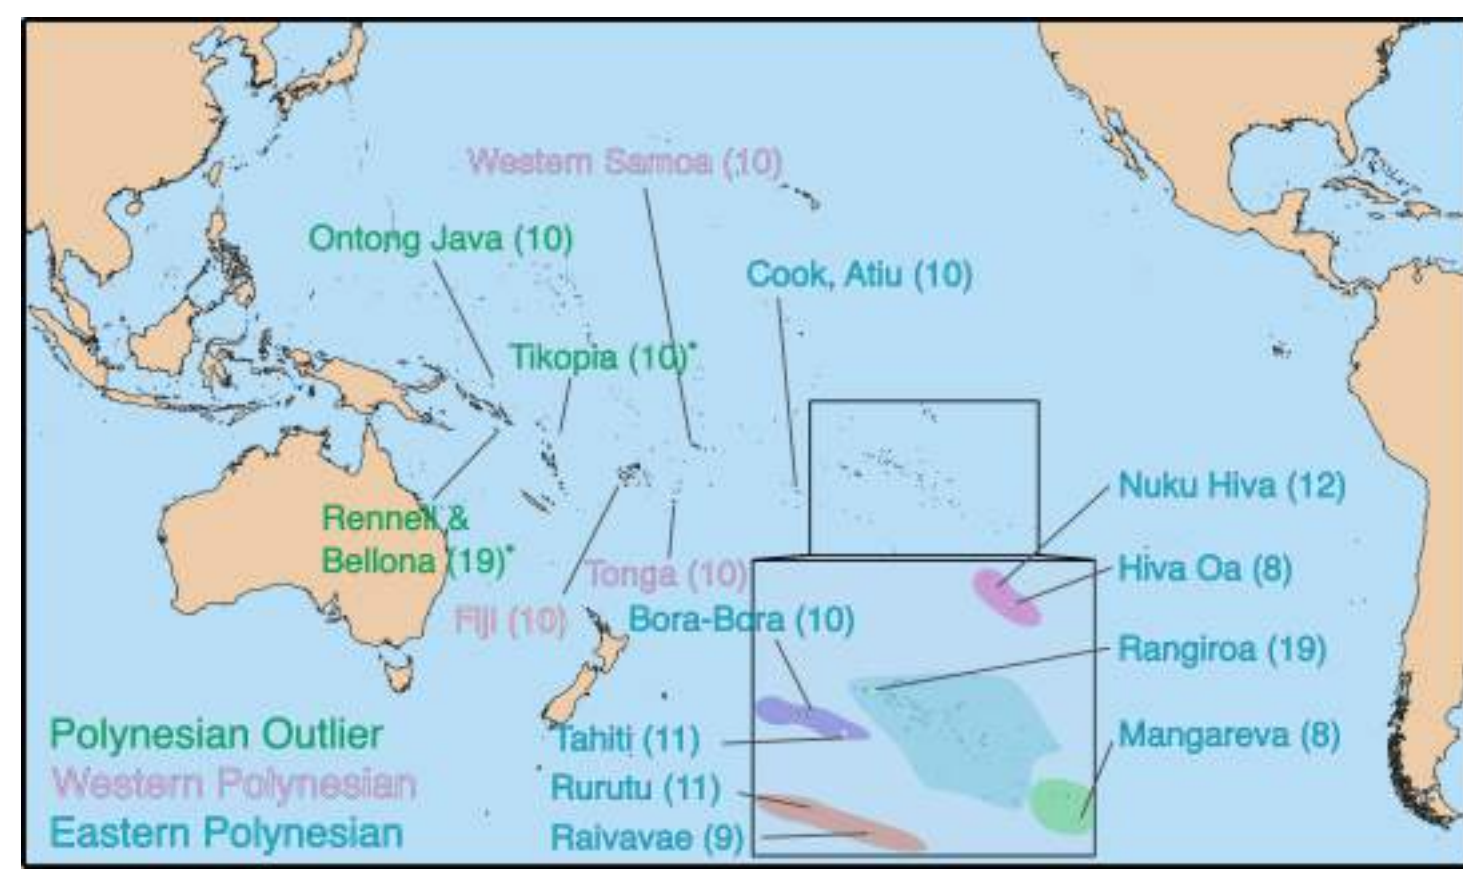 Western Samoa (10)
Ontong Java (10)
Cook, Atiu (10)
Tikopia (10)*
Nuku Hiva (12)
Rennell &
Bellona (19)*
Tonga (10)
Hiva Oa (8)
Fiji (10)
Bora-Bora (10)
Rangiroa (19)
Polynesian Outlier
Tahiti (11)
Mangareva (8)
Western Polynesian
Rurutu (11)
Eastern Polynesian
Raivavae (9)